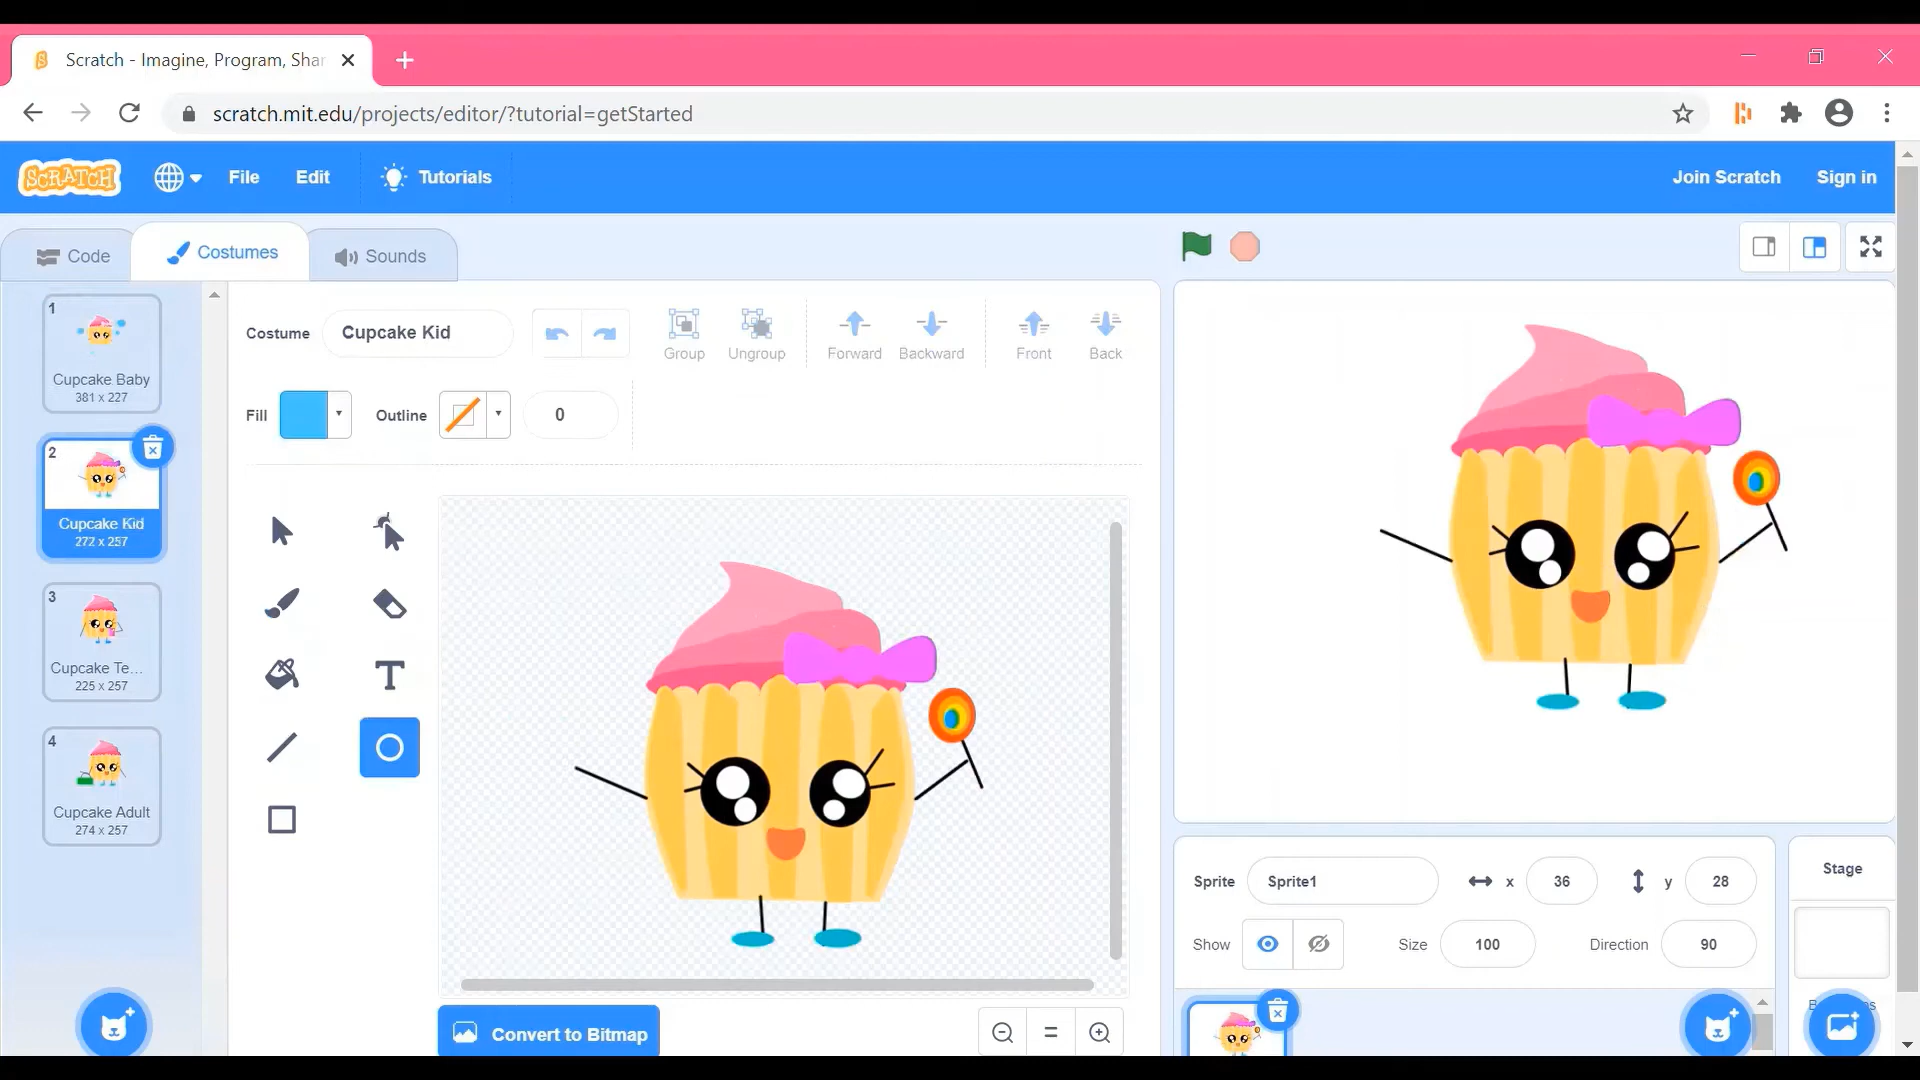 Scratch - Imagine, Program, Shar
scratch.mit.edu/projects/editor/?tutorial=getStarted
SCRATCH File Edit Tutorials Join Scratch Sign in
Code Costumes Sounds
1
Cupcake Baby
381 x 227
2
Cupcake Kid
272 x 257
3
Cupcake Te...
225 x 257
4
Cupcake Adult
274 x 257
Costume Cupcake Kid Group Ungroup Forward Backward Front Back
Fill Outline 0
T
Convert to Bitmap
Sprite Sprite1 x 36 y 28
Show Size 100 Direction 90
Stage